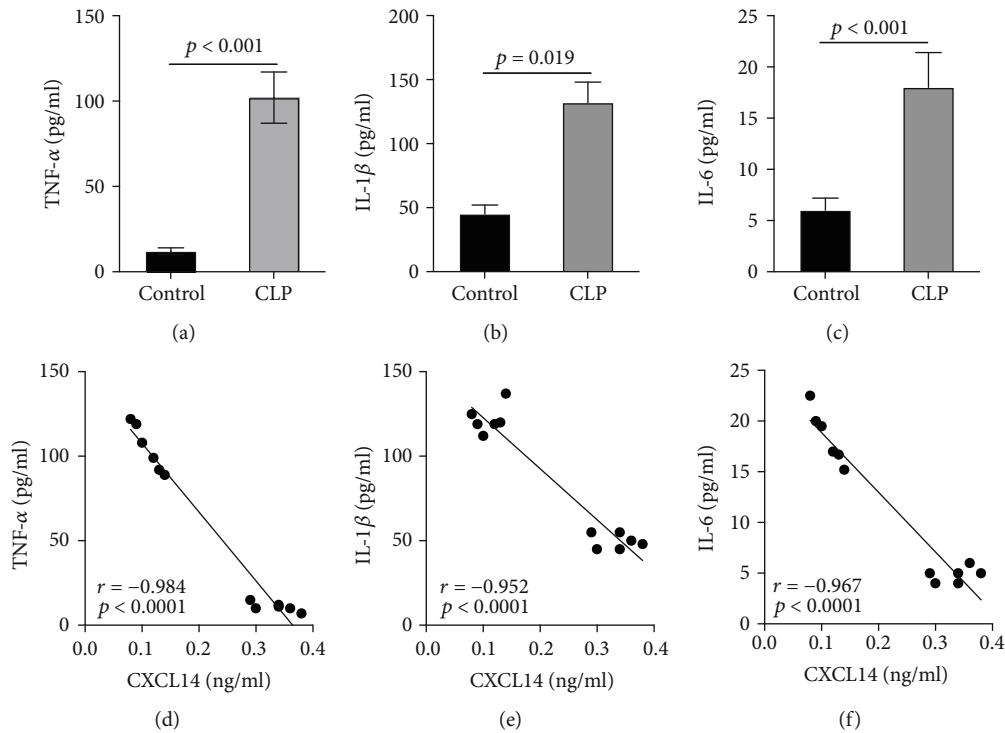 p < 0.001
TNF-α (pg/ml)
150
100
50
0
Control CLP
(a)
p = 0.019
IL-1β (pg/ml)
200
150
100
50
0
Control CLP
(b)
p < 0.001
IL-6 (pg/ml)
25
20
15
10
5
0
Control CLP
(c)
TNF-α (pg/ml)
150
100
50
0
r = −0.984
p < 0.0001
0.0 0.1 0.2 0.3 0.4
CXCL14 (ng/ml)
(d)
IL-1β (pg/ml)
150
100
50
0
r = −0.952
p < 0.0001
0.0 0.1 0.2 0.3 0.4
CXCL14 (ng/ml)
(e)
IL-6 (pg/ml)
25
20
15
10
5
0
r = −0.967
p < 0.0001
0.0 0.1 0.2 0.3 0.4
CXCL14 (ng/ml)
(f)